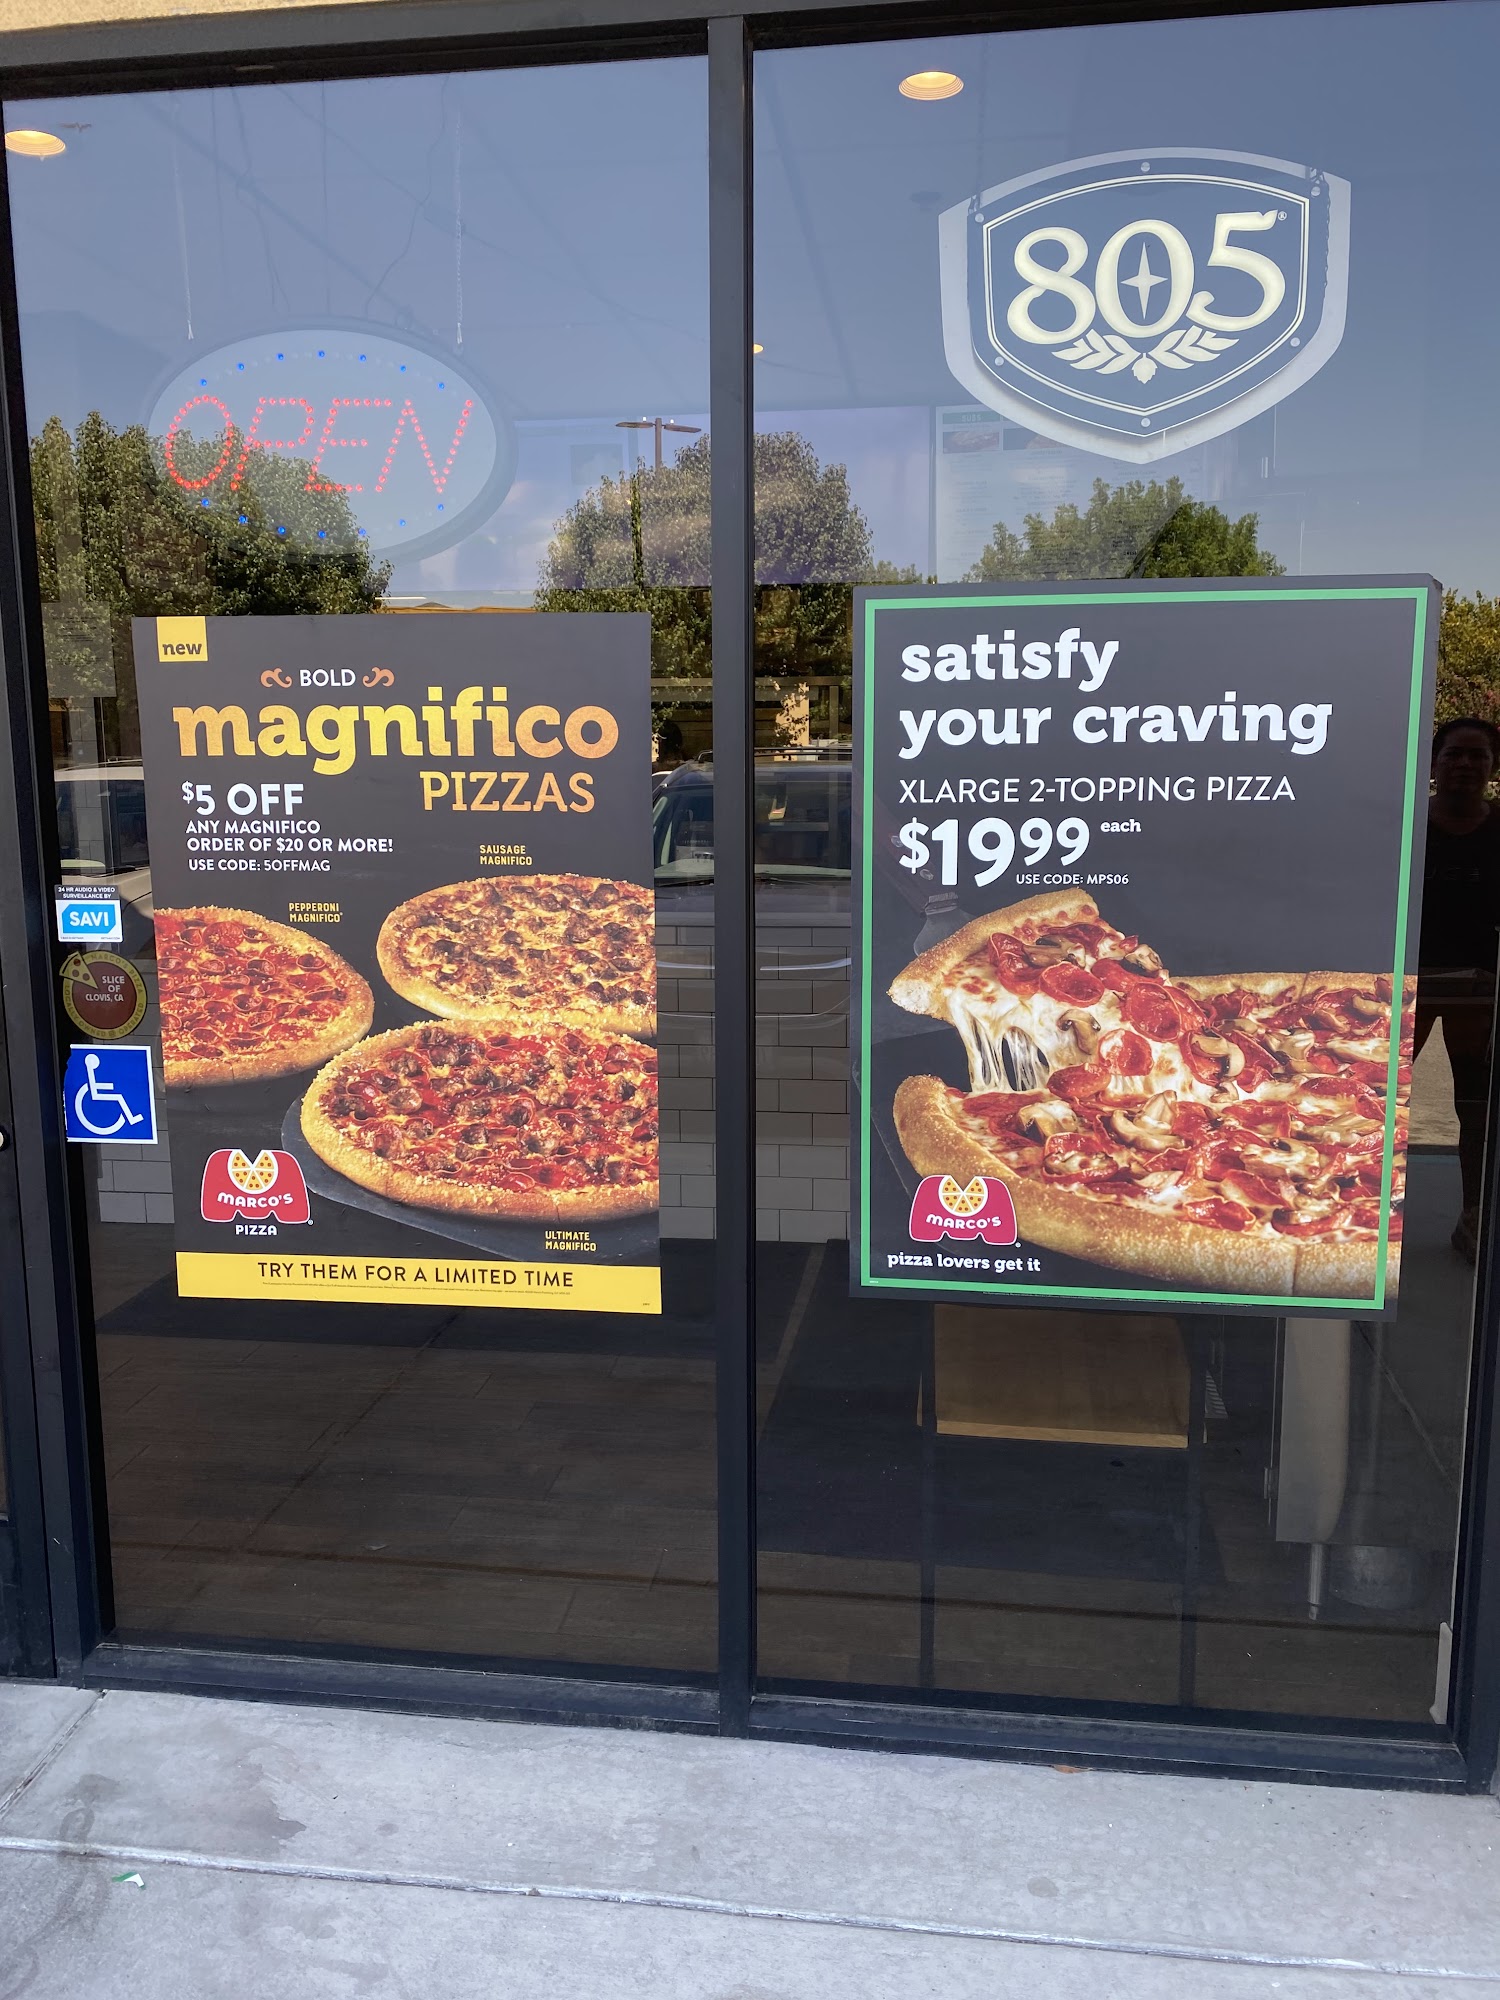 OPEN
805
new
BOLD
magnifico
PIZZAS
$5 OFF
ANY MAGNIFICO
ORDER OF $20 OR MORE!
USE CODE: 5OFFMAG
SAUSAGE
MAGNIFICO
PEPPERONI
MAGNIFICO®
ULTIMATE
MAGNIFICO
MARCO'S
PIZZA
TRY THEM FOR A LIMITED TIME
24 HR AUDIO & VIDEO
SURVEILLANCE BY
SAVI
SLICE
OF
CLOVIS, CA
satisfy
your craving
XLARGE 2-TOPPING PIZZA
$19.99 each
USE CODE: MPS06
MARCO'S
pizza lovers get it